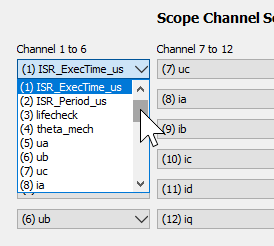 Scope Channel S
Channel 1 to 6
Channel 7 to 12
(1) ISR_ExecTime_us
(7) uc
(1) ISR_ExecTime_us
(2) ISR_Period_us
(3) lifecheck
(4) theta_mech
(5) ua
(6) ub
(7) uc
(8) ia
(8) ia
(9) ib
(10) ic
(11) id
(6) ub
(12) iq